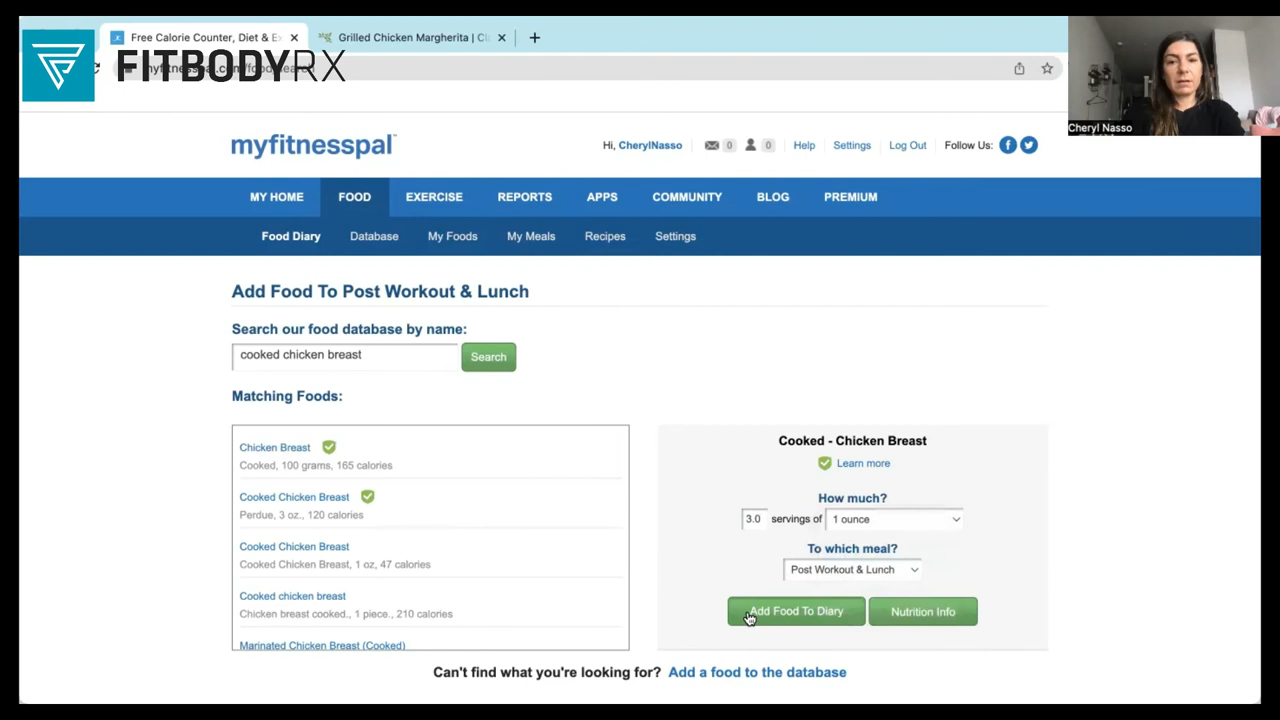 Free Calorie Counter, Diet & Ex
Grilled Chicken Margherita | C
FITBODYRX
Cheryl Nasso
myfitnesspal
Hi, CherylNasso
0
0
Help
Settings
Log Out
Follow Us:
MY HOME
FOOD
EXERCISE
REPORTS
APPS
COMMUNITY
BLOG
PREMIUM
Food Diary
Database
My Foods
My Meals
Recipes
Settings
Add Food To Post Workout & Lunch
Search our food database by name:
cooked chicken breast
Search
Matching Foods:
Chicken Breast
Cooked, 100 grams, 165 calories
Cooked Chicken Breast
Perdue, 3 oz., 120 calories
Cooked Chicken Breast
Cooked Chicken Breast, 1 oz, 47 calories
Cooked chicken breast
Chicken breast cooked., 1 piece., 210 calories
Marinated Chicken Breast (Cooked)
Cooked - Chicken Breast
Learn more
How much?
3.0 servings of 1 ounce
To which meal?
Post Workout & Lunch
Add Food To Diary
Nutrition Info
Can't find what you're looking for? Add a food to the database